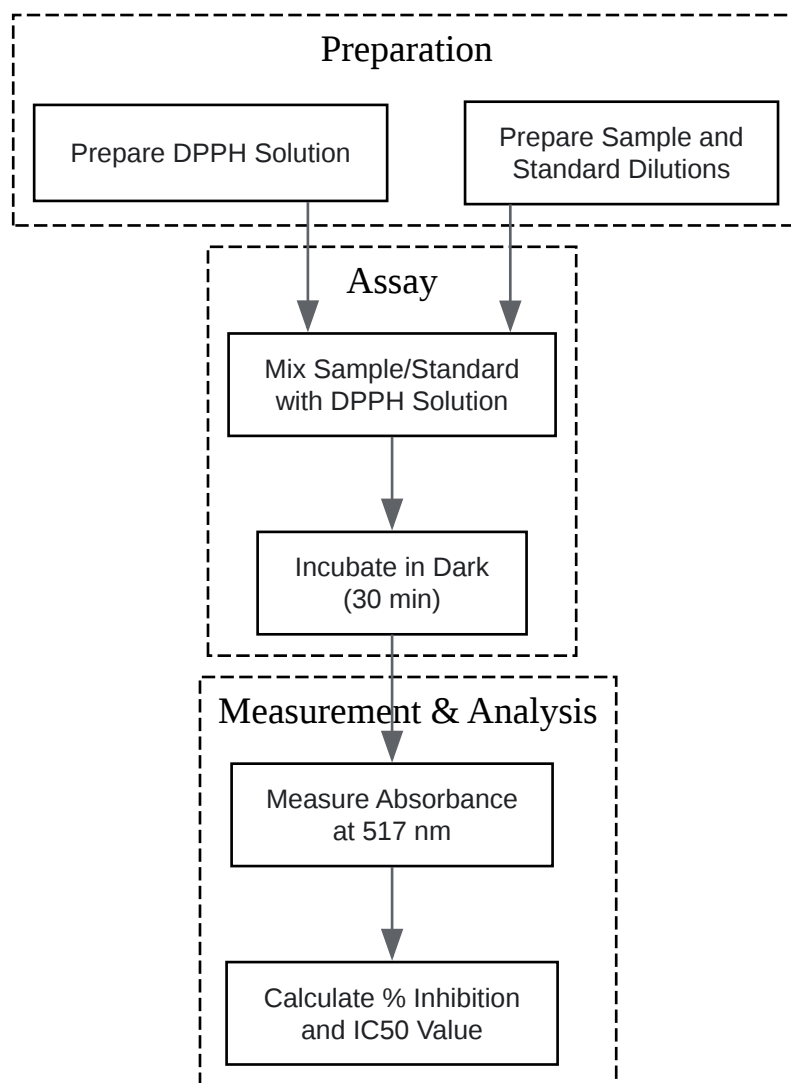 Preparation
Prepare DPPH Solution
Prepare Sample and
Standard Dilutions
Assay
Mix Sample/Standard
with DPPH Solution
Incubate in Dark
(30 min)
Measurement & Analysis
Measure Absorbance
at 517 nm
Calculate % Inhibition
and IC50 Value